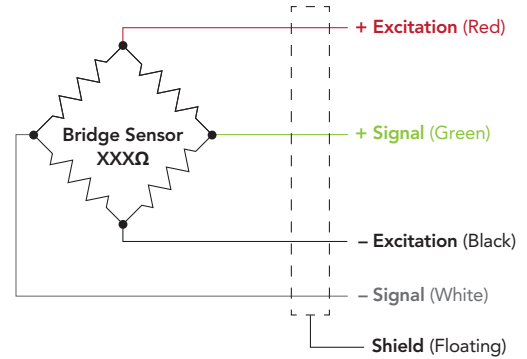 + Excitation (Red)
Bridge Sensor
XXXΩ
+ Signal (Green)
– Excitation (Black)
– Signal (White)
Shield (Floating)